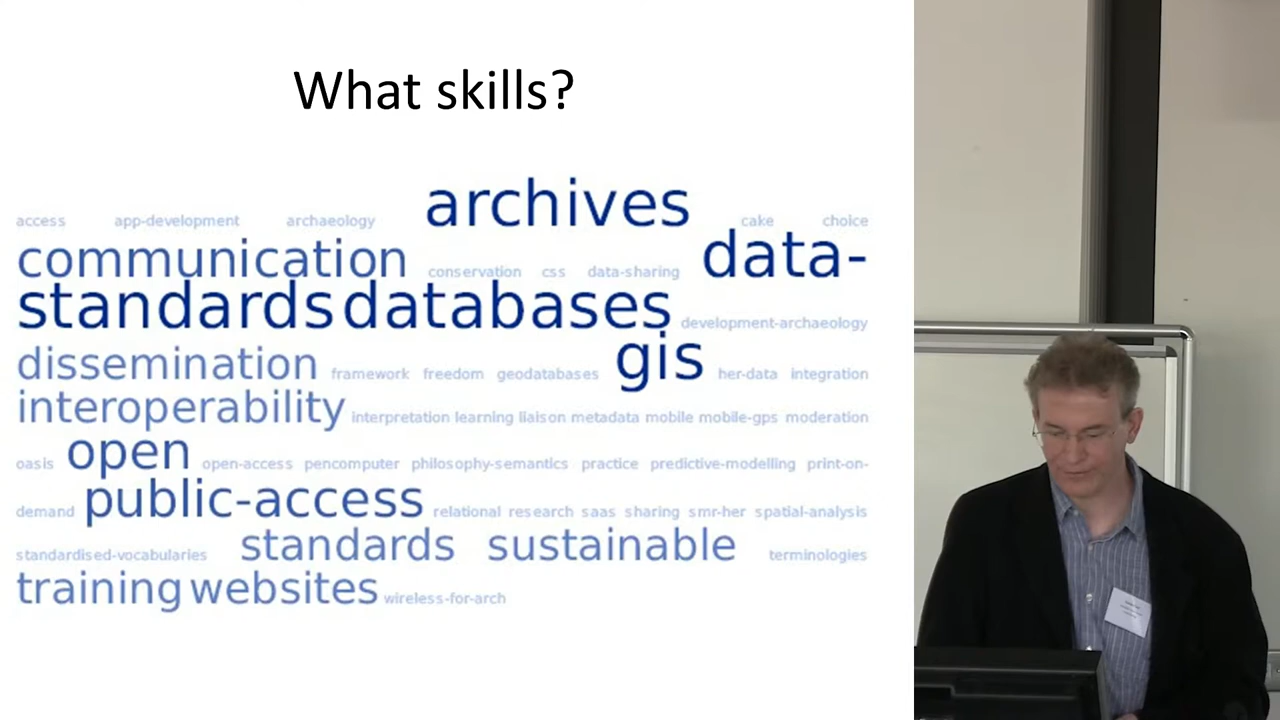 What skills?
access app-development archaeology archives cake choice
communication conservation css data-sharing data-
standards databases development-archaeology
dissemination framework freedom geodatabases gis her-data integration
interoperability interpretation learning liaison metadata mobile mobile-gps moderation
oasis open open-access pencomputer philosophy-semantics practice predictive-modelling print-on-
demand public-access relational research saas sharing smr-her spatial-analysis
standardised-vocabularies standards sustainable terminologies
training websites wireless-for-arch